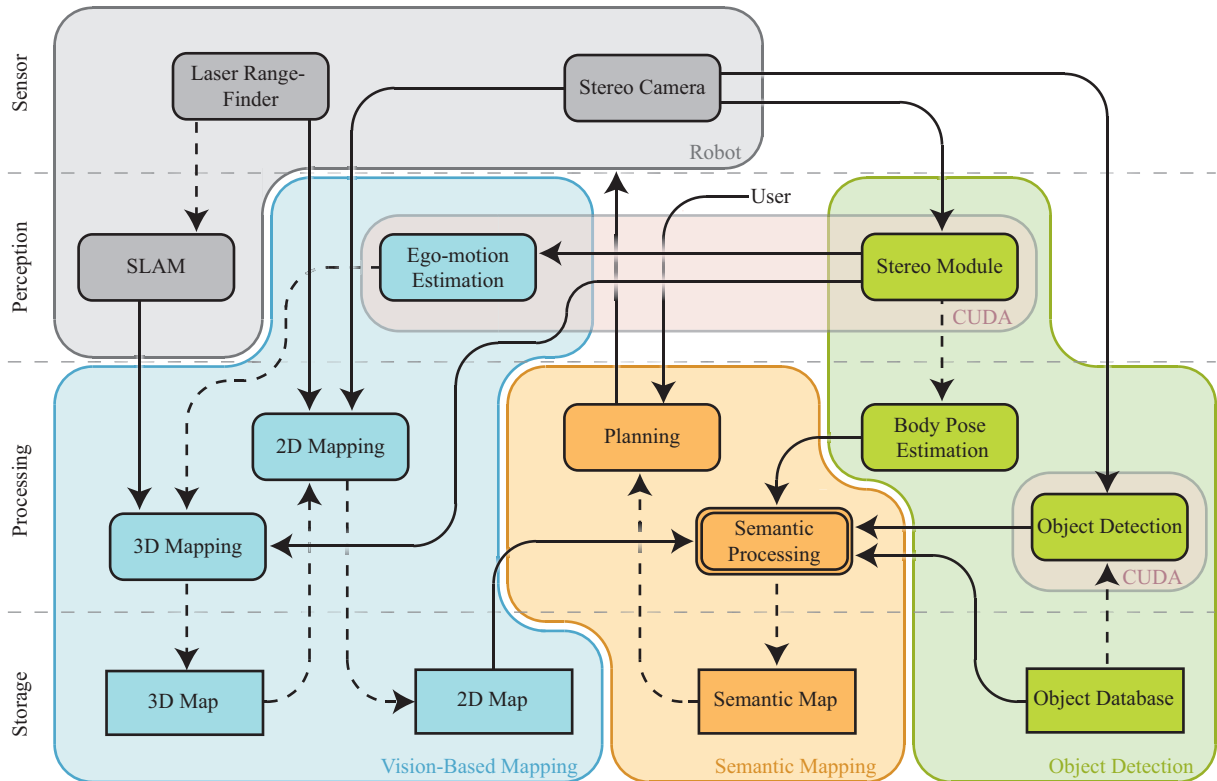 Sensor
Laser Range-
Finder
Stereo Camera
Robot
Perception
User
SLAM
Ego-motion
Estimation
Stereo Module
CUDA
Processing
2D Mapping
Planning
Body Pose
Estimation
3D Mapping
Semantic
Processing
Object Detection
CUDA
Storage
3D Map
2D Map
Semantic Map
Object Database
Vision-Based Mapping
Semantic Mapping
Object Detection